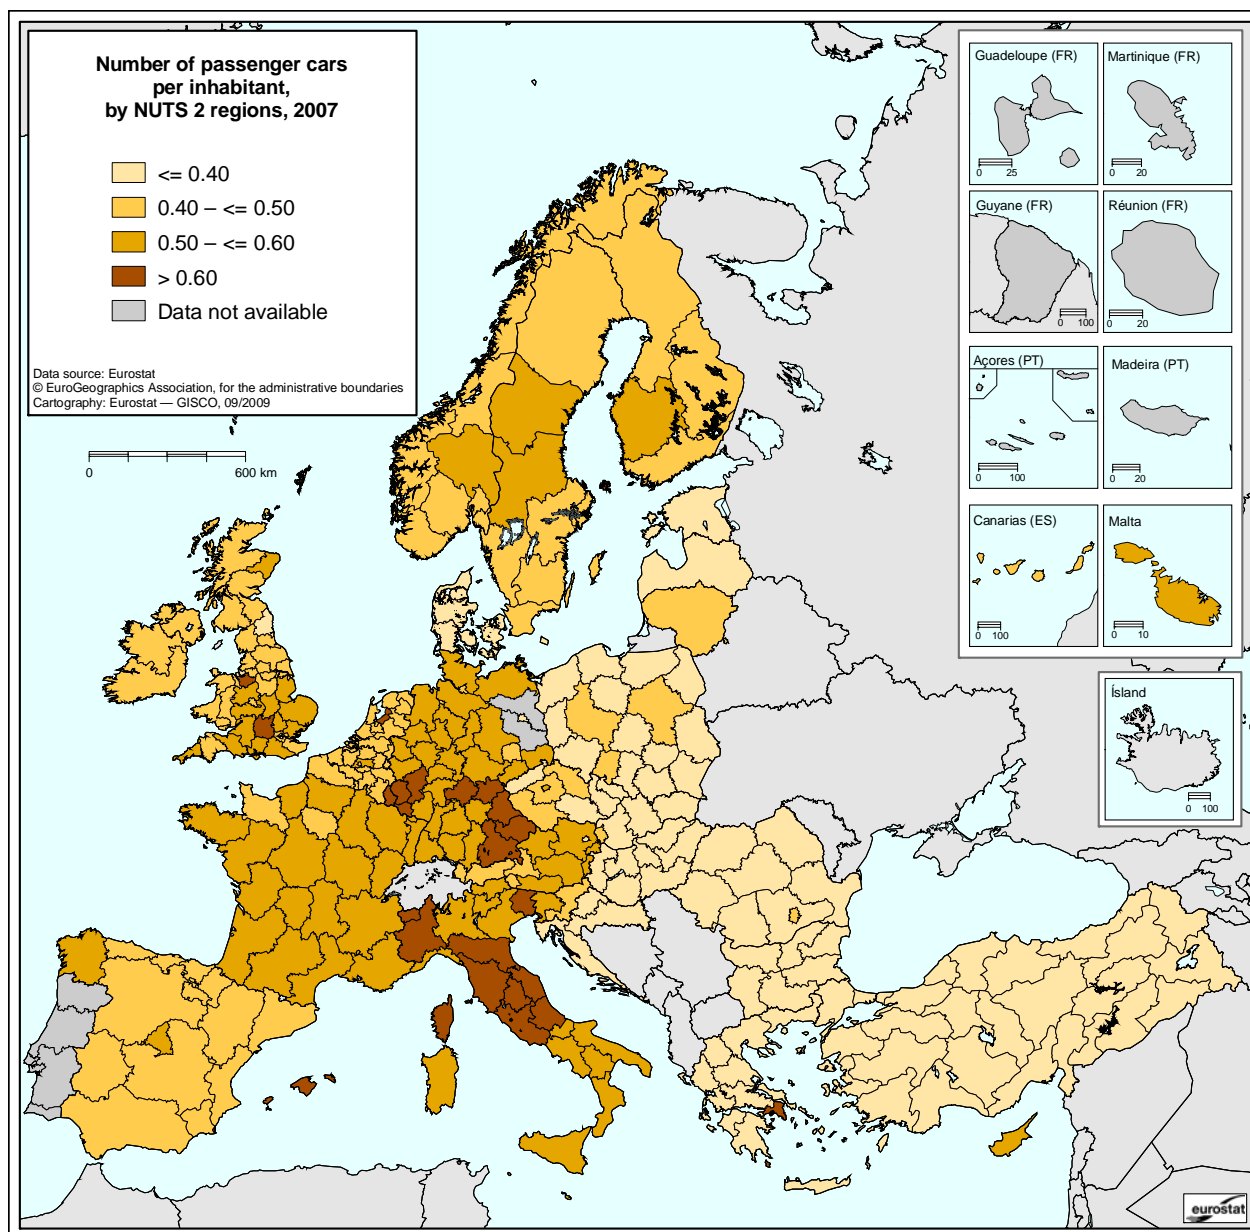 Number of passenger cars
per inhabitant,
by NUTS 2 regions, 2007
<= 0.40
0.40 – <= 0.50
0.50 – <= 0.60
> 0.60
Data not available
Data source: Eurostat
© EuroGeographics Association, for the administrative boundaries
Cartography: Eurostat — GISCO, 09/2009
0 600 km
Guadeloupe (FR)
0 25
Martinique (FR)
0 20
Guyane (FR)
0 100
Réunion (FR)
0 20
Açores (PT)
0 100
Madeira (PT)
0 20
Canarias (ES)
0 100
Malta
0 10
Ísland
0 100
eurostat